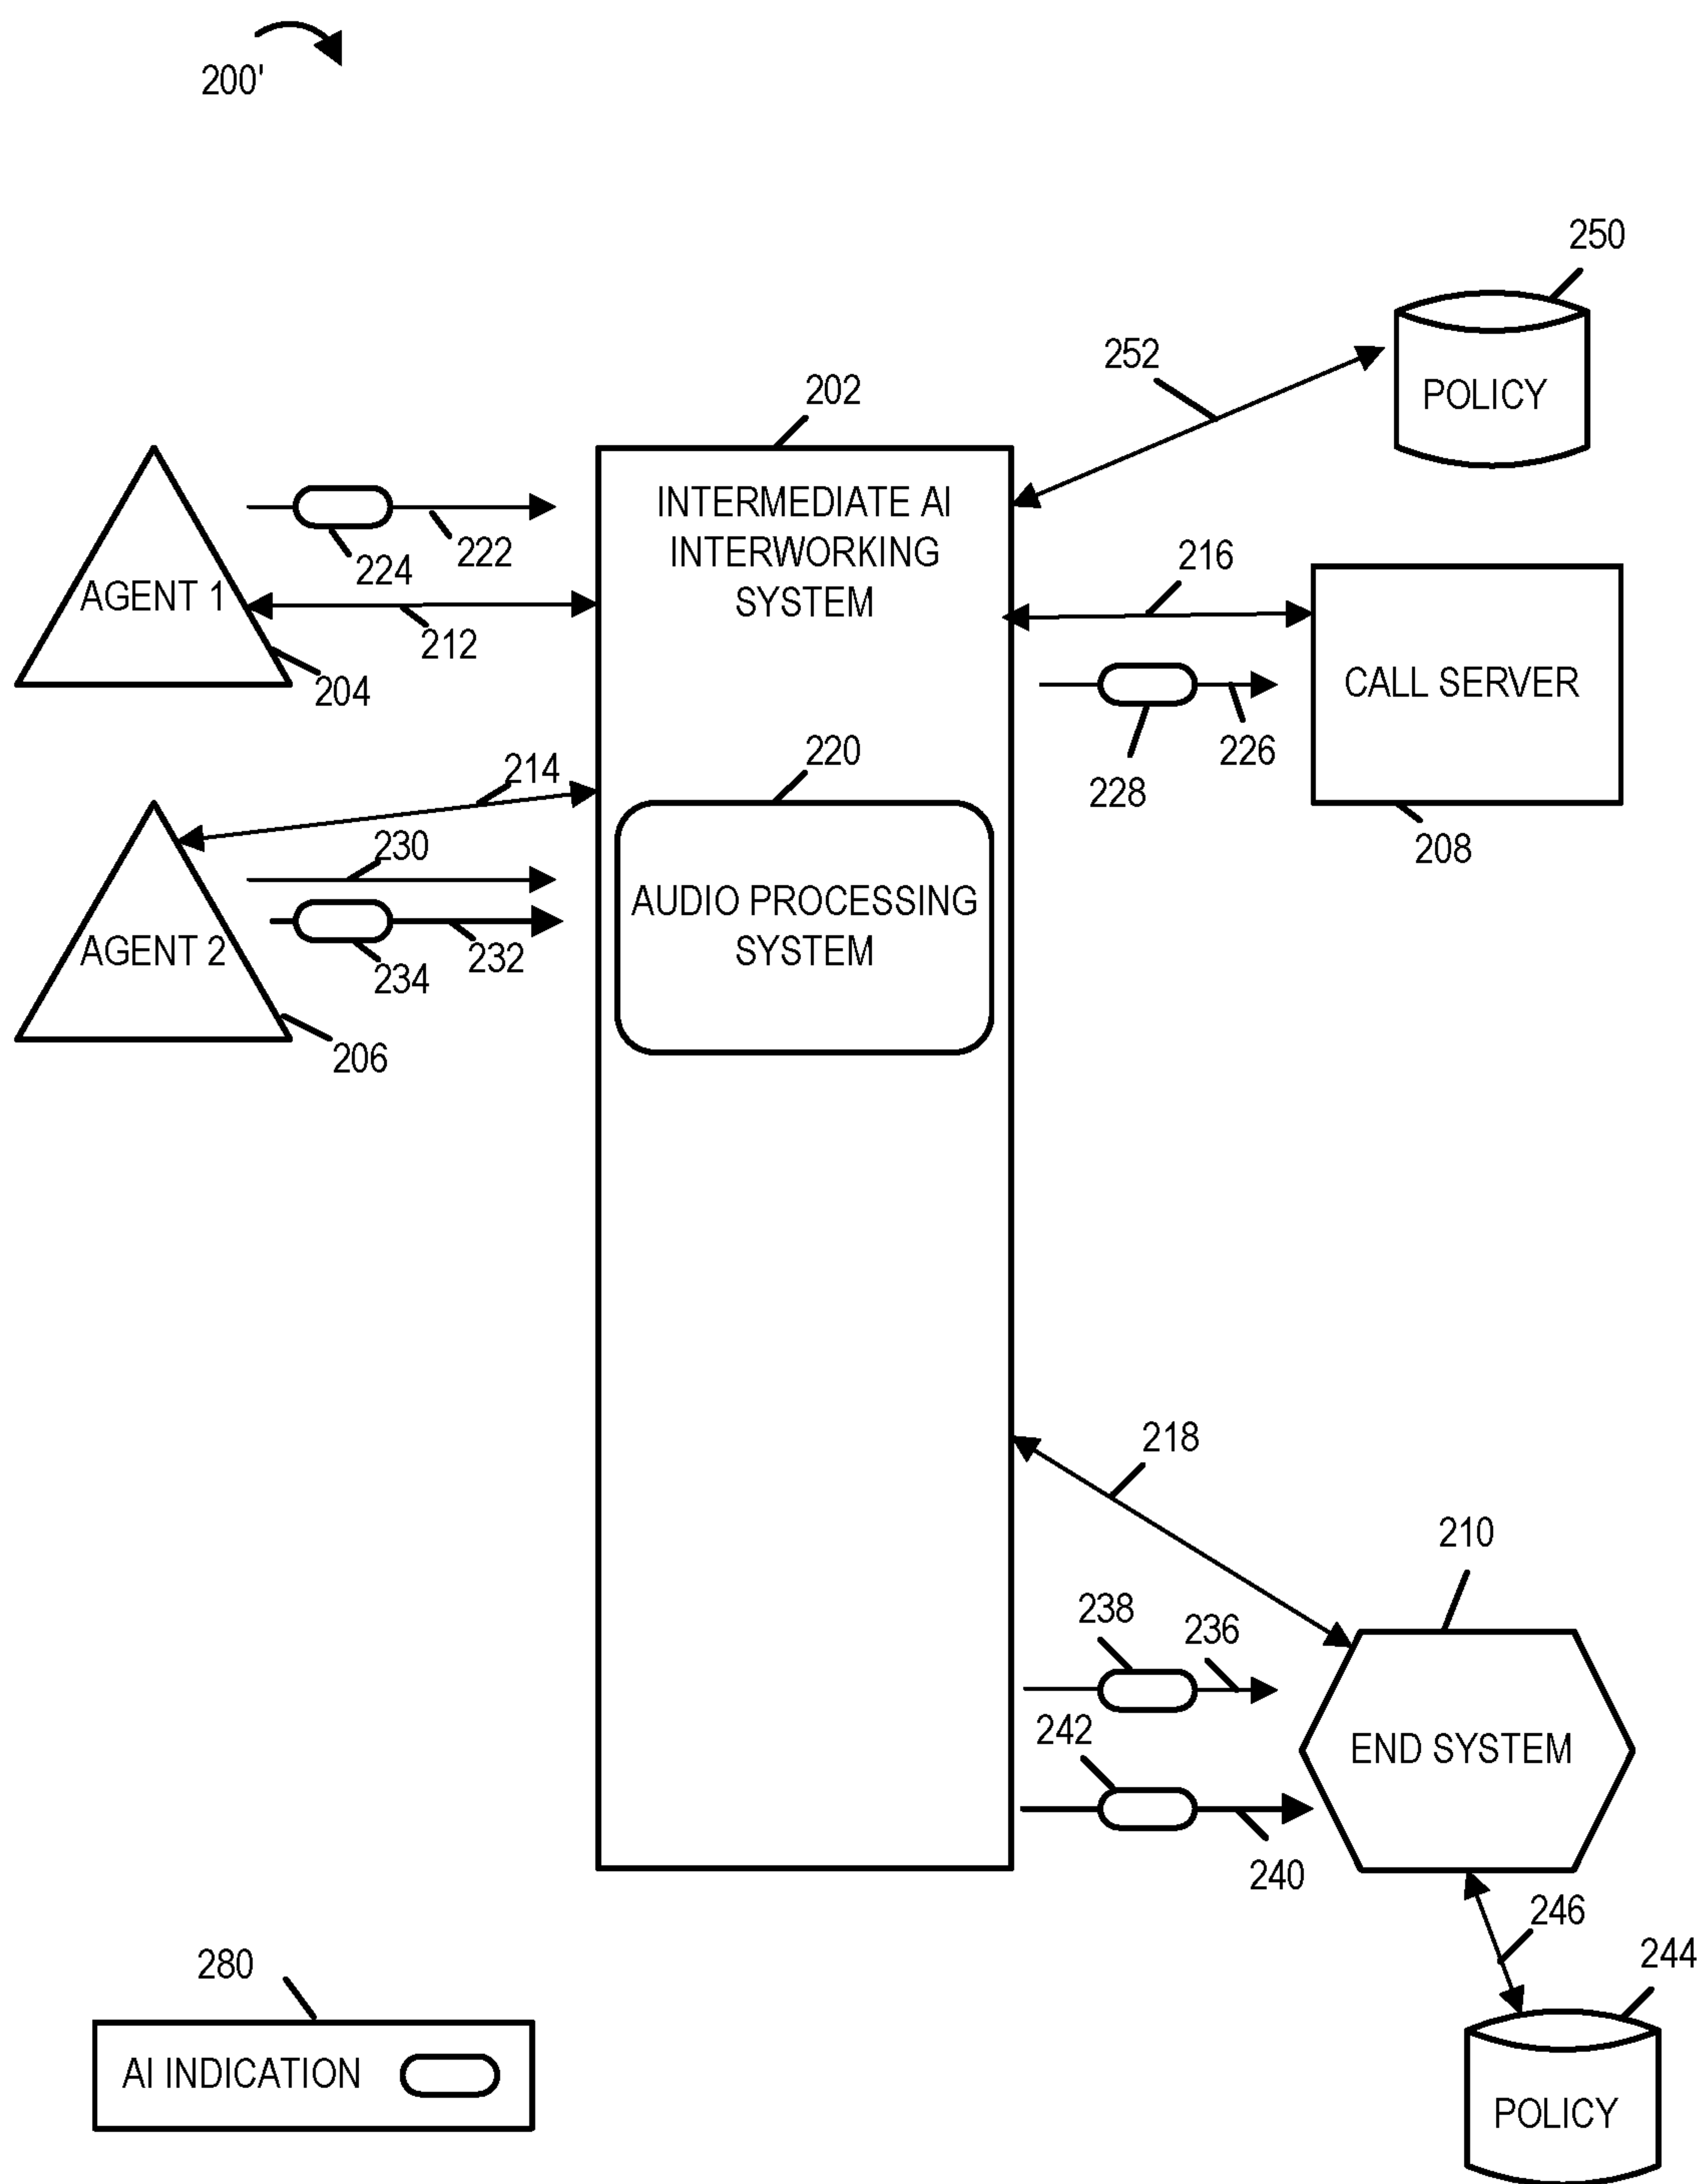 200'
250
252
POLICY
202
INTERMEDIATE AI
INTERWORKING
SYSTEM
224
222
AGENT 1
212
204
216
CALL SERVER
228
226
208
214
220
230
AUDIO PROCESSING
SYSTEM
AGENT 2
234
232
206
218
210
238
236
242
END SYSTEM
240
246
244
280
AI INDICATION
POLICY